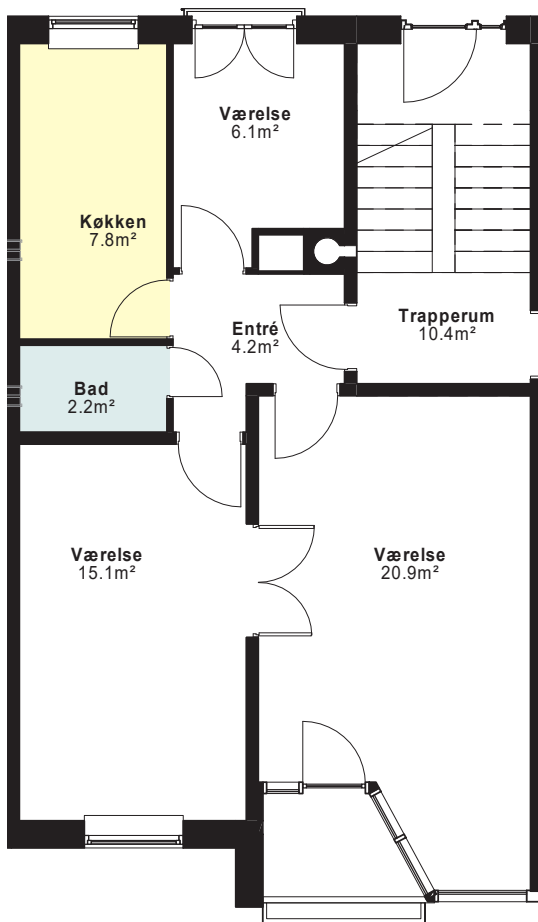 Værelse
6.1m²
Køkken
7.8m²
Entré
4.2m²
Trapperum
10.4m²
Bad
2.2m²
Værelse
15.1m²
Værelse
20.9m²